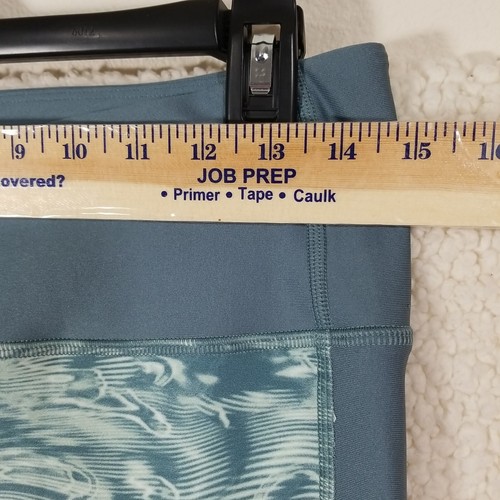 9 10 11 12 13 14 15 16
overed? JOB PREP
• Primer • Tape • Caulk